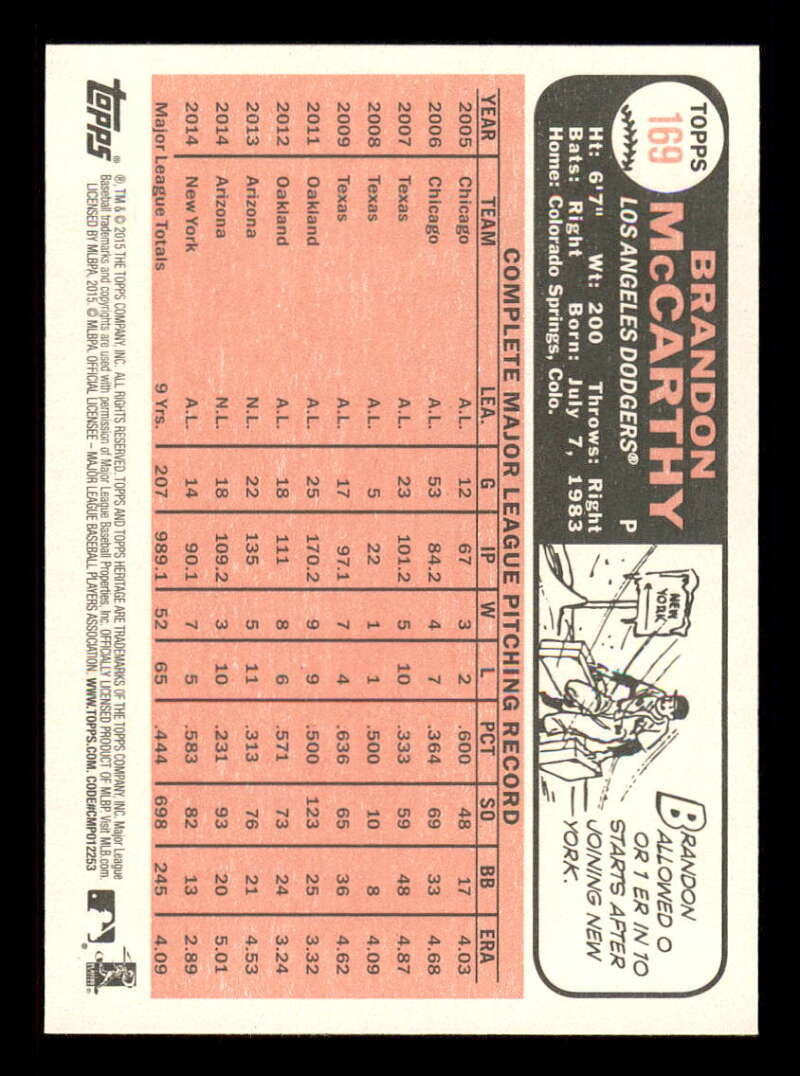 TOPPS
169
BRANDON
McCARTHY
LOS ANGELES DODGERS® P
Ht: 6'7" Wt: 200 Throws: Right
Bats: Right Born: July 7, 1983
Home: Colorado Springs, Colo.
NEW
YORK
BRANDON
ALLOWED 0
OR 1 ER IN 10
STARTS AFTER
JOINING NEW
YORK.
COMPLETE MAJOR LEAGUE PITCHING RECORD
YEAR TEAM LEA. G IP W L PCT SO BB ERA
2005 Chicago A.L. 12 67 3 2 .600 48 17 4.03
2006 Chicago A.L. 53 84.2 4 7 .364 69 33 4.68
2007 Texas A.L. 23 101.2 5 10 .333 59 48 4.87
2008 Texas A.L. 5 22 1 1 .500 10 8 4.09
2009 Texas A.L. 17 97.1 7 4 .636 65 36 4.62
2011 Oakland A.L. 25 170.2 9 9 .500 123 25 3.32
2012 Oakland A.L. 18 111 8 6 .571 73 24 3.24
2013 Arizona N.L. 22 135 5 11 .313 76 21 4.53
2014 Arizona N.L. 18 109.2 3 10 .231 93 20 5.01
2014 New York A.L. 14 90.1 7 5 .583 82 13 2.89
Major League Totals 9 Yrs. 207 989.1 52 65 .444 698 245 4.09
topps®
®, TM & © 2015 THE TOPPS COMPANY, INC. ALL RIGHTS RESERVED. TOPPS AND TOPPS HERITAGE ARE TRADEMARKS OF THE TOPPS COMPANY, INC. Major League
Baseball trademarks and copyrights are used with permission of Major League Baseball Properties, Inc. OFFICIALLY LICENSED PRODUCT OF MLBP. Visit MLB.com.
LICENSED BY MLBPA, 2015. © MLBPA. OFFICIAL LICENSEE – MAJOR LEAGUE BASEBALL PLAYERS ASSOCIATION. WWW.TOPPS.COM. CODE#CMP012253